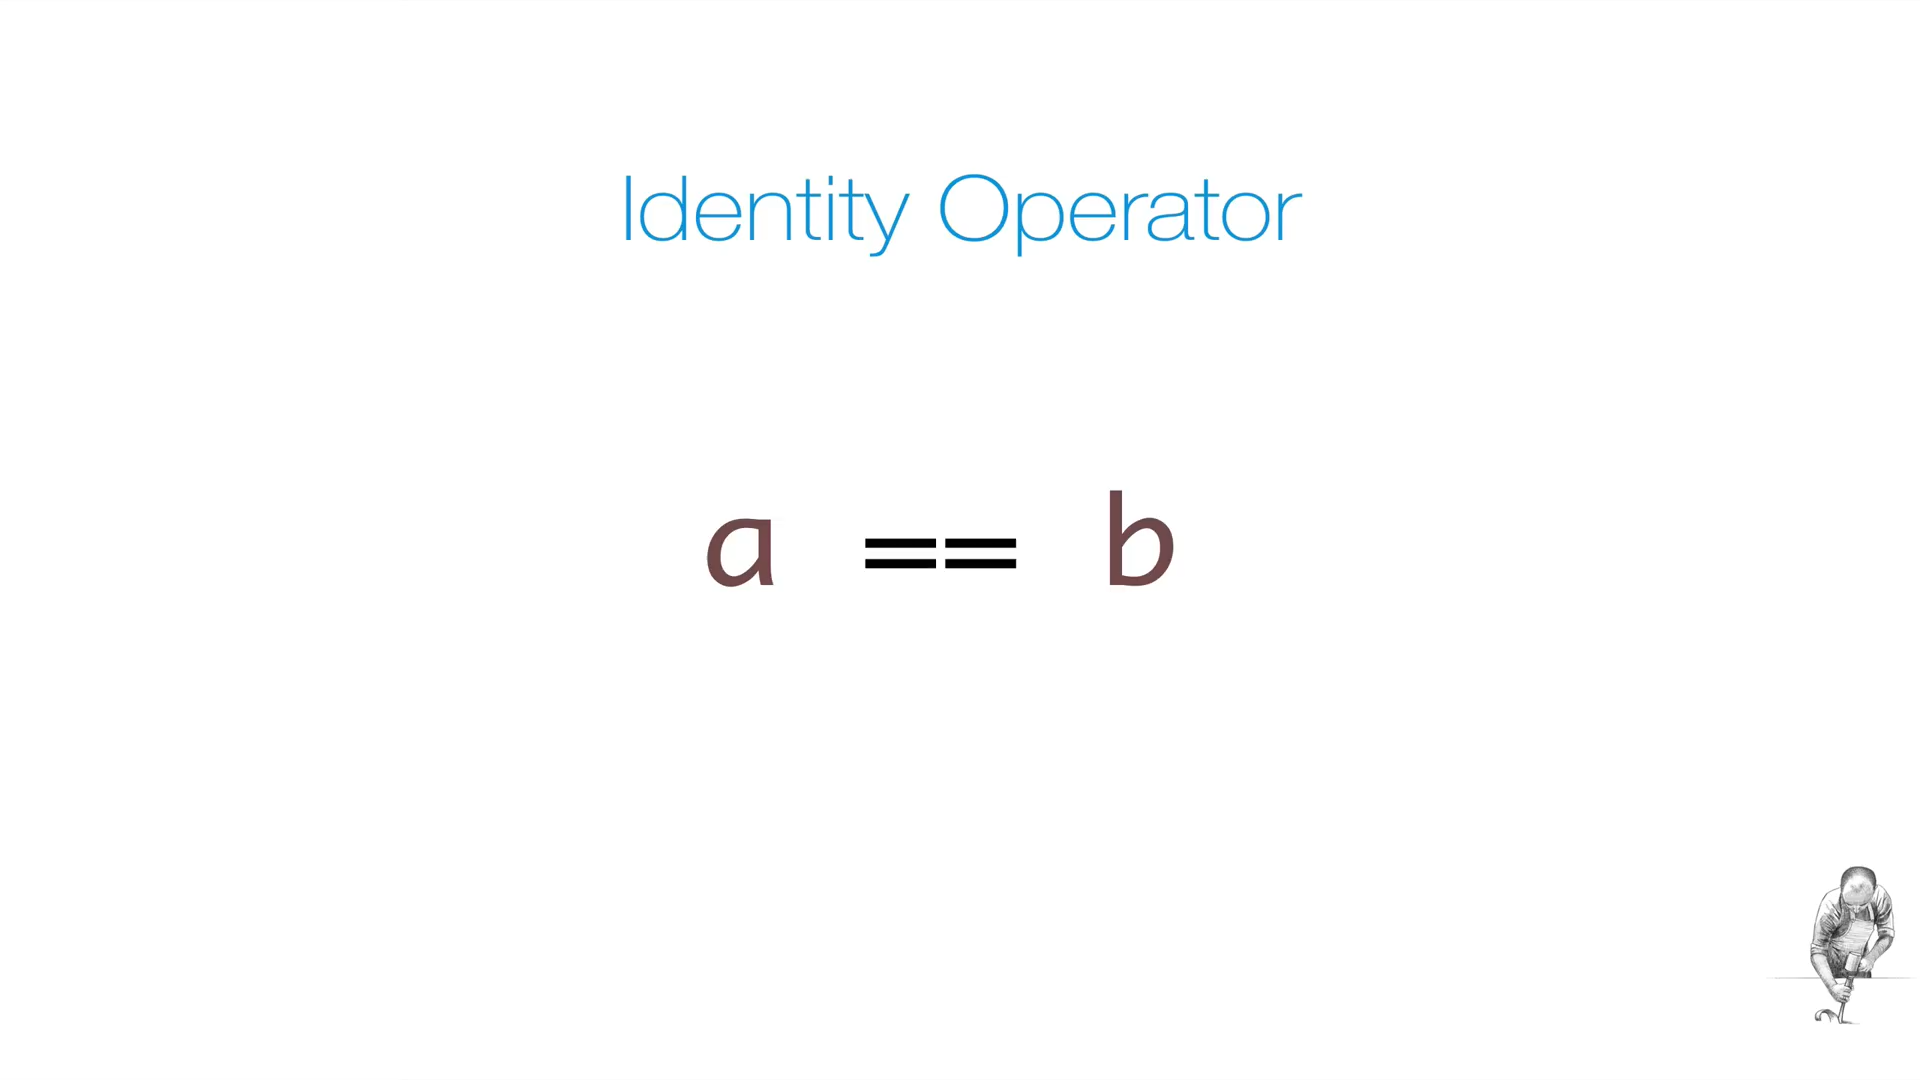 Identity Operator
a == b